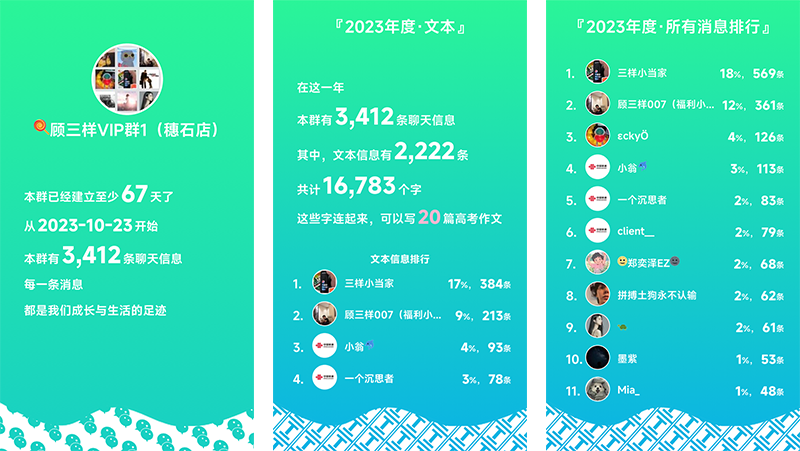 顾三样VIP群1（穗石店）
本群已经建立至少 67 天了
从 2023-10-23 开始
本群有 3,412 条聊天信息
每一条消息
都是我们成长与生活的足迹
『 2023年度·文本 』
在这一年
本群有 3,412 条聊天信息
其中，文本信息有 2,222 条
共计 16,783 个字
这些字连起来，可以写 20 篇高考作文
文本信息排行
1. 三样小当家 17%，384条
2. 顾三样007（福利小... 9%，213条
3. 小翁 4%，93条
4. 一个沉思者 3%，78条
『 2023年度·所有消息排行 』
1. 三样小当家 18%，569条
2. 顾三样007（福利小... 12%，361条
3. εckyÖ 4%，126条
4. 小翁 3%，113条
5. 一个沉思者 2%，83条
6. client__ 2%，79条
7. 郑奕泽EZ 2%，68条
8. 拼搏土狗永不认输 2%，62条
9. 2%，61条
10. 墨紫 1%，53条
11. Mia_ 1%，48条